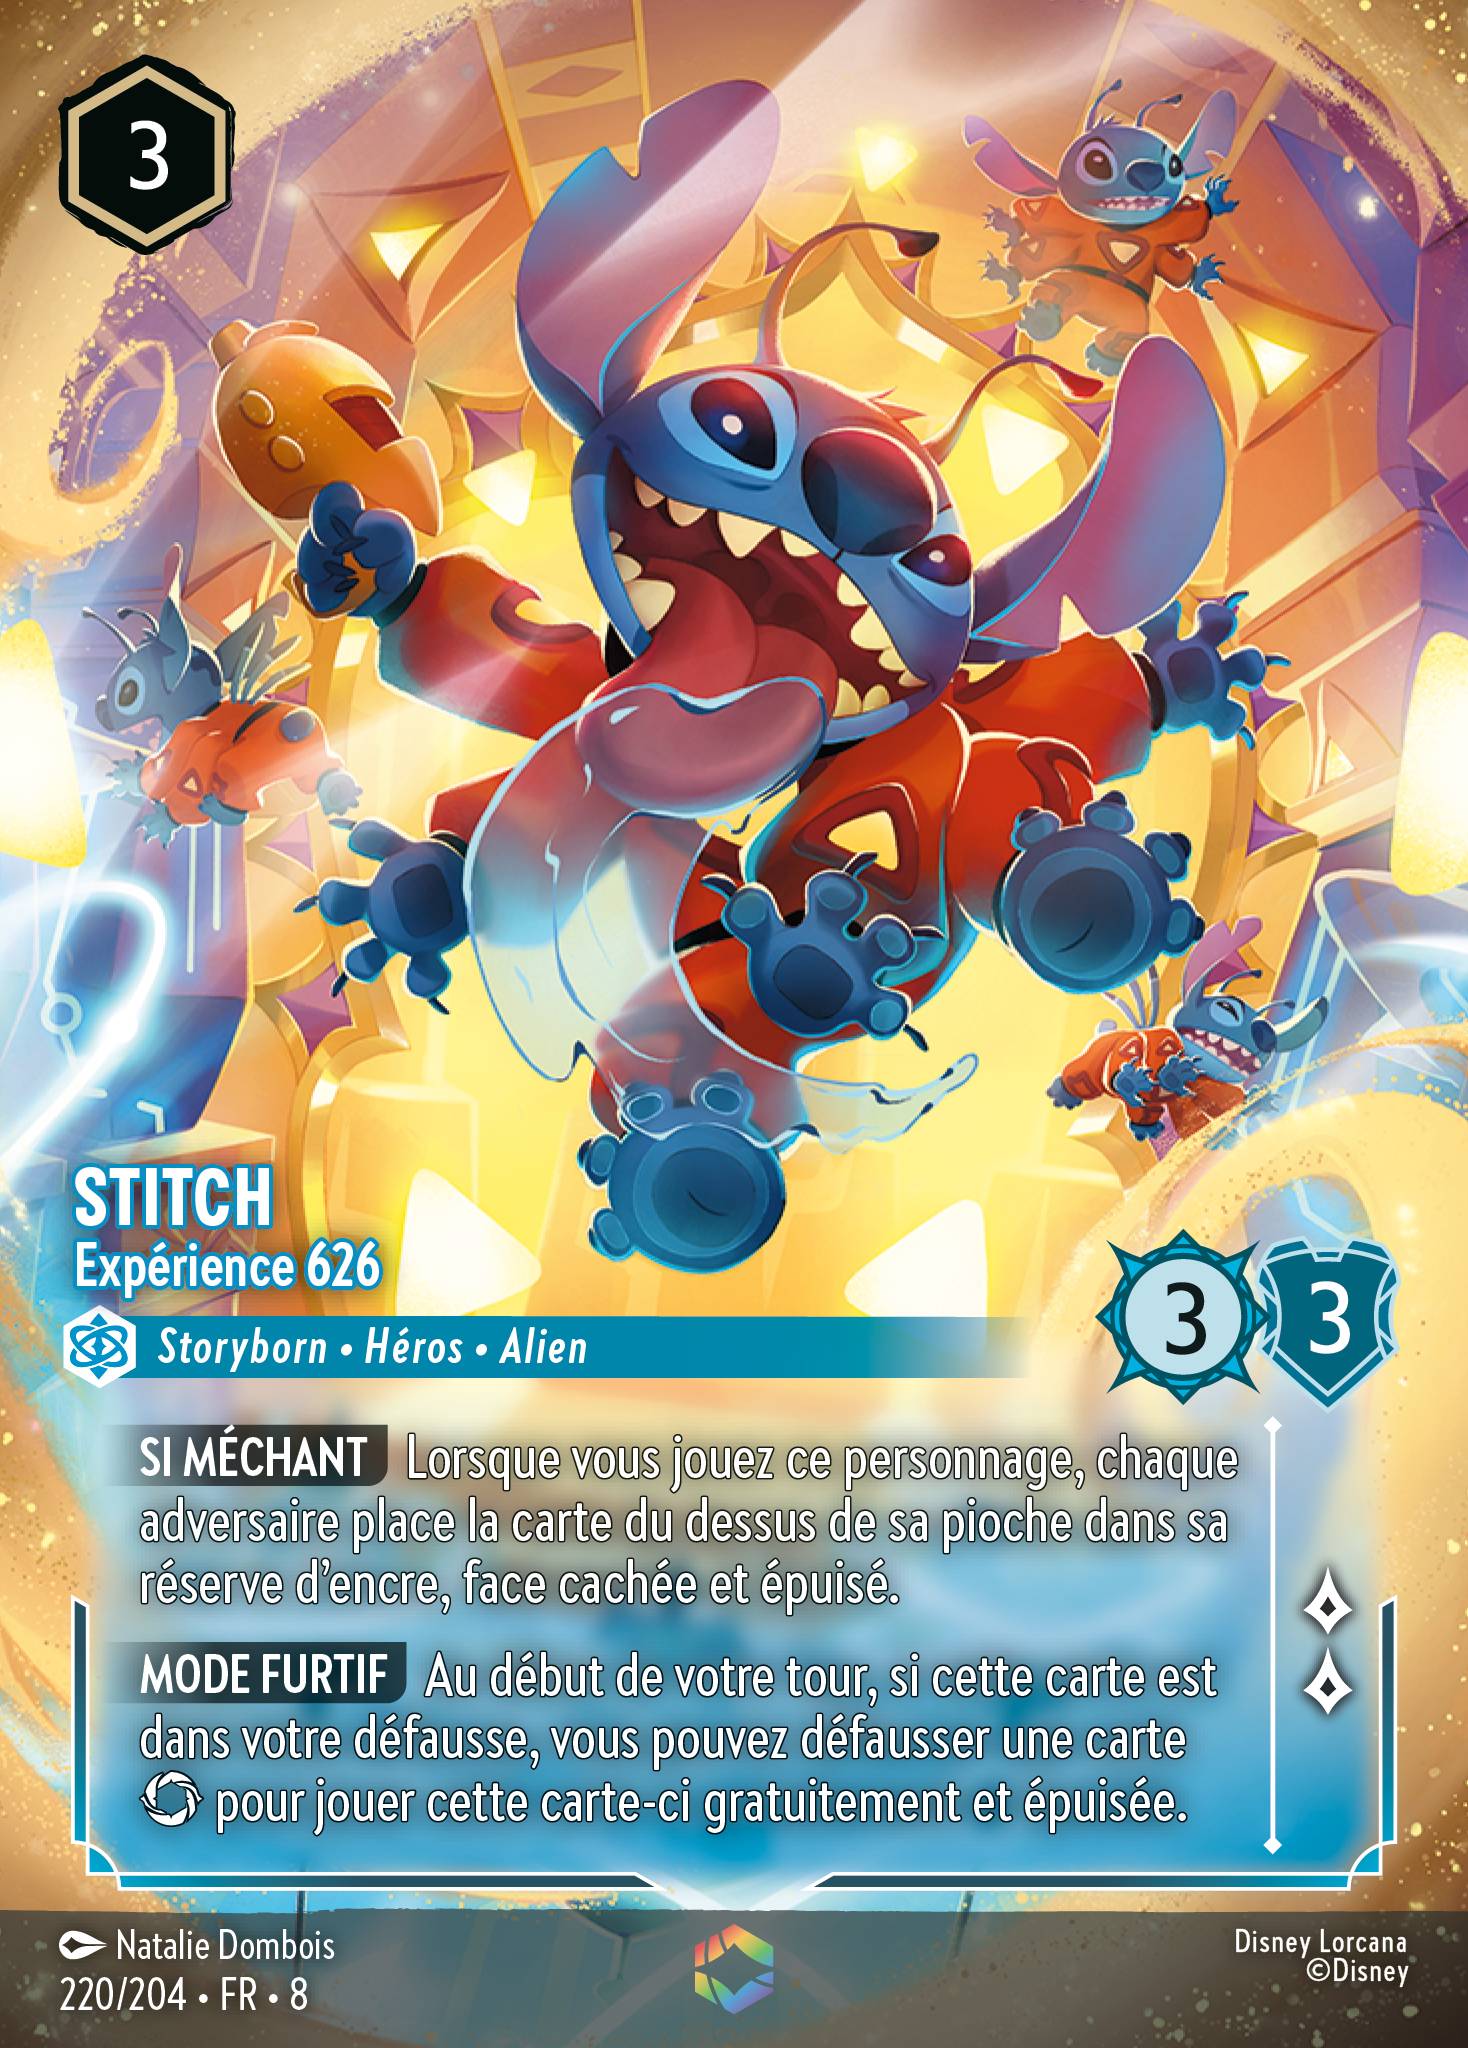 3
STITCH
Expérience 626
Storyborn • Héros • Alien
3
3
SI MÉCHANT Lorsque vous jouez ce personnage, chaque
adversaire place la carte du dessus de sa pioche dans sa
réserve d'encre, face cachée et épuisé.
MODE FURTIF Au début de votre tour, si cette carte est
dans votre défausse, vous pouvez défausser une carte
pour jouer cette carte-ci gratuitement et épuisée.
Natalie Dombois
220/204 • FR • 8
Disney Lorcana
©Disney